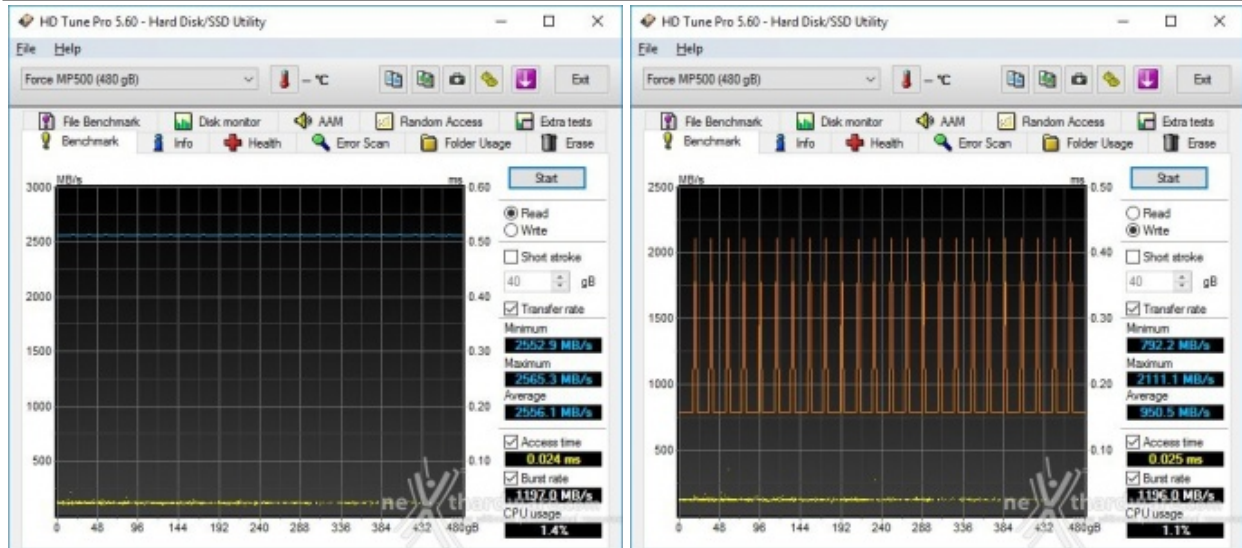 HD Tune Pro 5.60 - Hard Disk/SSD Utility
File Help
Force MP500 (480 gB)
– °C
Exit
File Benchmark Disk monitor AAM Random Access Extra tests
Benchmark Info Health Error Scan Folder Usage Erase
MB/s
ms
3000
2500
2000
1500
1000
500
0.60
0.50
0.40
0.30
0.20
0.10
0 48 96 144 192 240 288 336 384 432 480gB
Start
Read
Write
Short stroke
40 gB
Transfer rate
Minimum
2552.9 MB/s
Maximum
2565.3 MB/s
Average
2556.1 MB/s
Access time
0.024 ms
Burst rate
1197.0 MB/s
CPU usage
1.4%
HD Tune Pro 5.60 - Hard Disk/SSD Utility
File Help
Force MP500 (480 gB)
– °C
Exit
File Benchmark Disk monitor AAM Random Access Extra tests
Benchmark Info Health Error Scan Folder Usage Erase
MB/s
ms
2500
2000
1500
1000
500
0.50
0.40
0.30
0.20
0.10
0 48 96 144 192 240 288 336 384 432 480gB
Start
Read
Write
Short stroke
40 gB
Transfer rate
Minimum
792.2 MB/s
Maximum
2111.1 MB/s
Average
950.5 MB/s
Access time
0.025 ms
Burst rate
1196.0 MB/s
CPU usage
1.1%